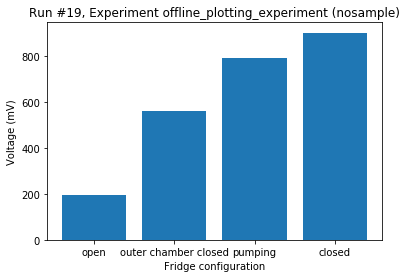 Run #19, Experiment offline_plotting_experiment (nosample)
800
600
400
200
0
Voltage (mV)
open outer chamber closed pumping closed
Fridge configuration